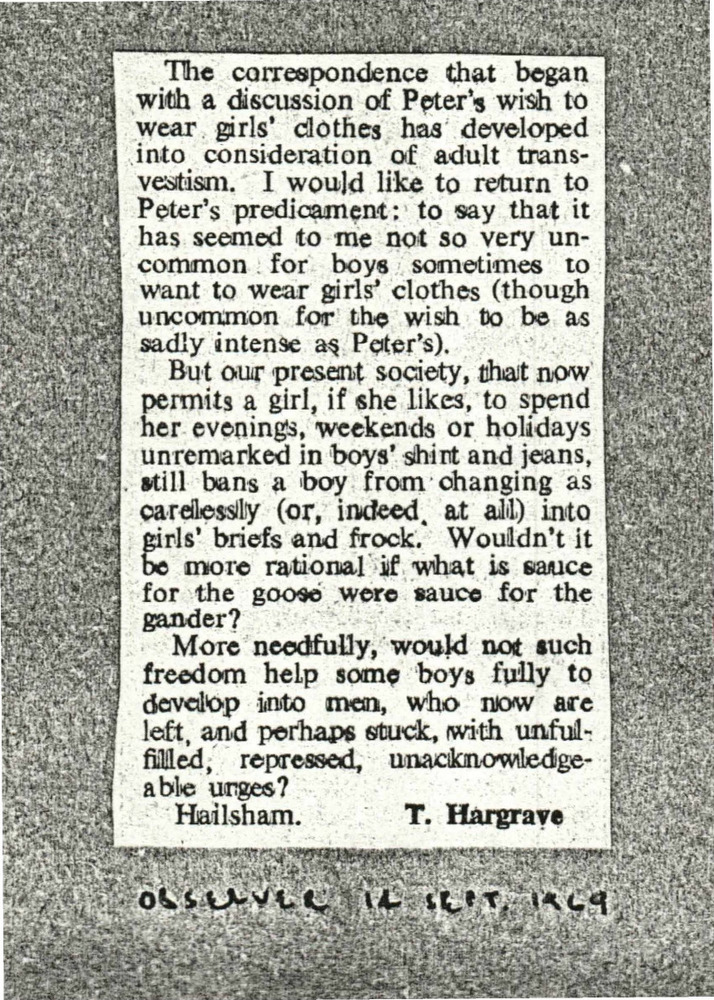 The correspondence that began
with a discussion of Peter's wish to
wear girls' clothes has developed
into consideration of adult trans-
vestism. I would like to return to
Peter's predicament: to say that it
has seemed to me not so very un-
common for boys sometimes to
want to wear girls' clothes (though
uncommon for the wish to be as
sadly intense as Peter's).
But our present society, that now
permits a girl, if she likes, to spend
her evenings, weekends or holidays
unremarked in boys' shirt and jeans,
still bans a boy from changing as
carelessly (or, indeed, at all) into
girls' briefs and frock. Wouldn't it
be more rational if what is sauce
for the goose were sauce for the
gander?
More needfully, would not such
freedom help some boys fully to
develop into men, who now are
left, and perhaps stuck, with unful-
filled, repressed, unacknowledge-
able urges?
Hailsham. T. Hargrave
OBSERVER 14 SEPT. 1969